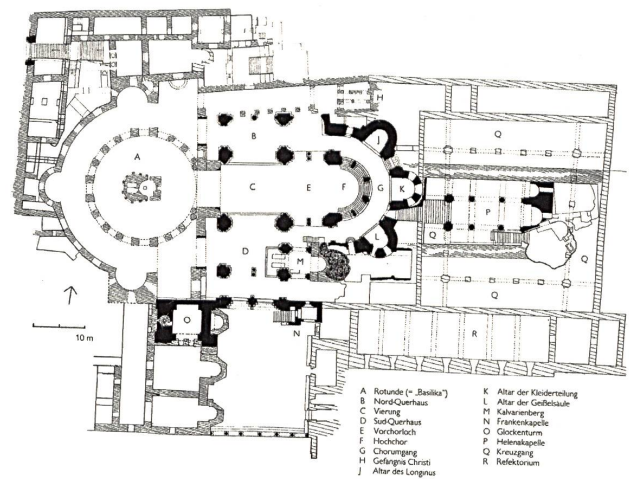 H
Q
B
J
A
C
E
F
G
K
P
Q
Q
D
M
L
Q
10 m
O
N
R
A Rotunde (= „Basilika")
B Nord-Querhaus
C Vierung
D Sud-Querhaus
E Vorchorloch
F Hochchor
G Chorumgang
H Gefängnis Christi
J Altar des Longinus
K Altar der Kleiderteilung
L Altar der Geißelsäule
M Kalvarienberg
N Frankenkapelle
O Glockenturm
P Helenakapelle
Q Kreuzgang
R Refektorium